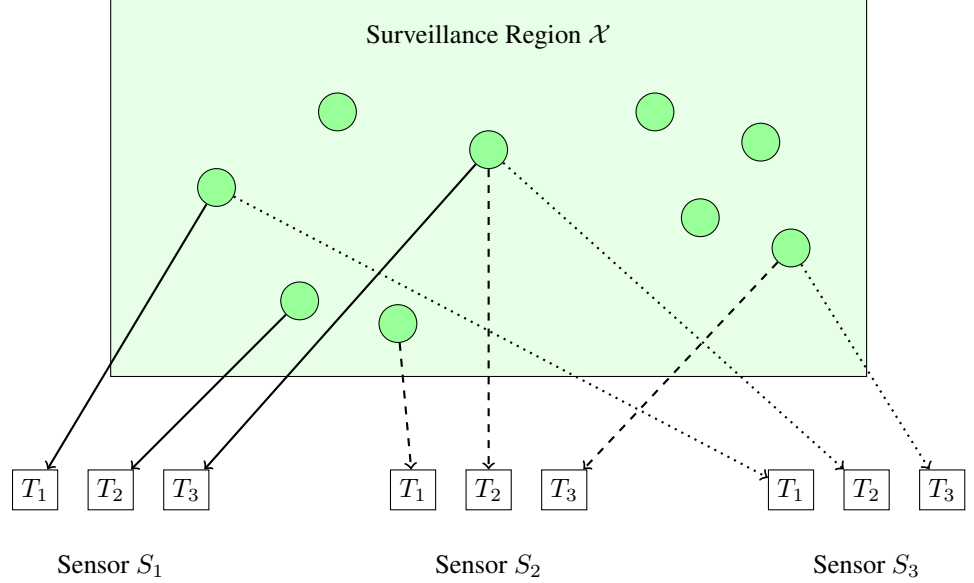 Surveillance Region 𝒳
T₁ T₂ T₃ T₁ T₂ T₃ T₁ T₂ T₃
Sensor S₁ Sensor S₂ Sensor S₃